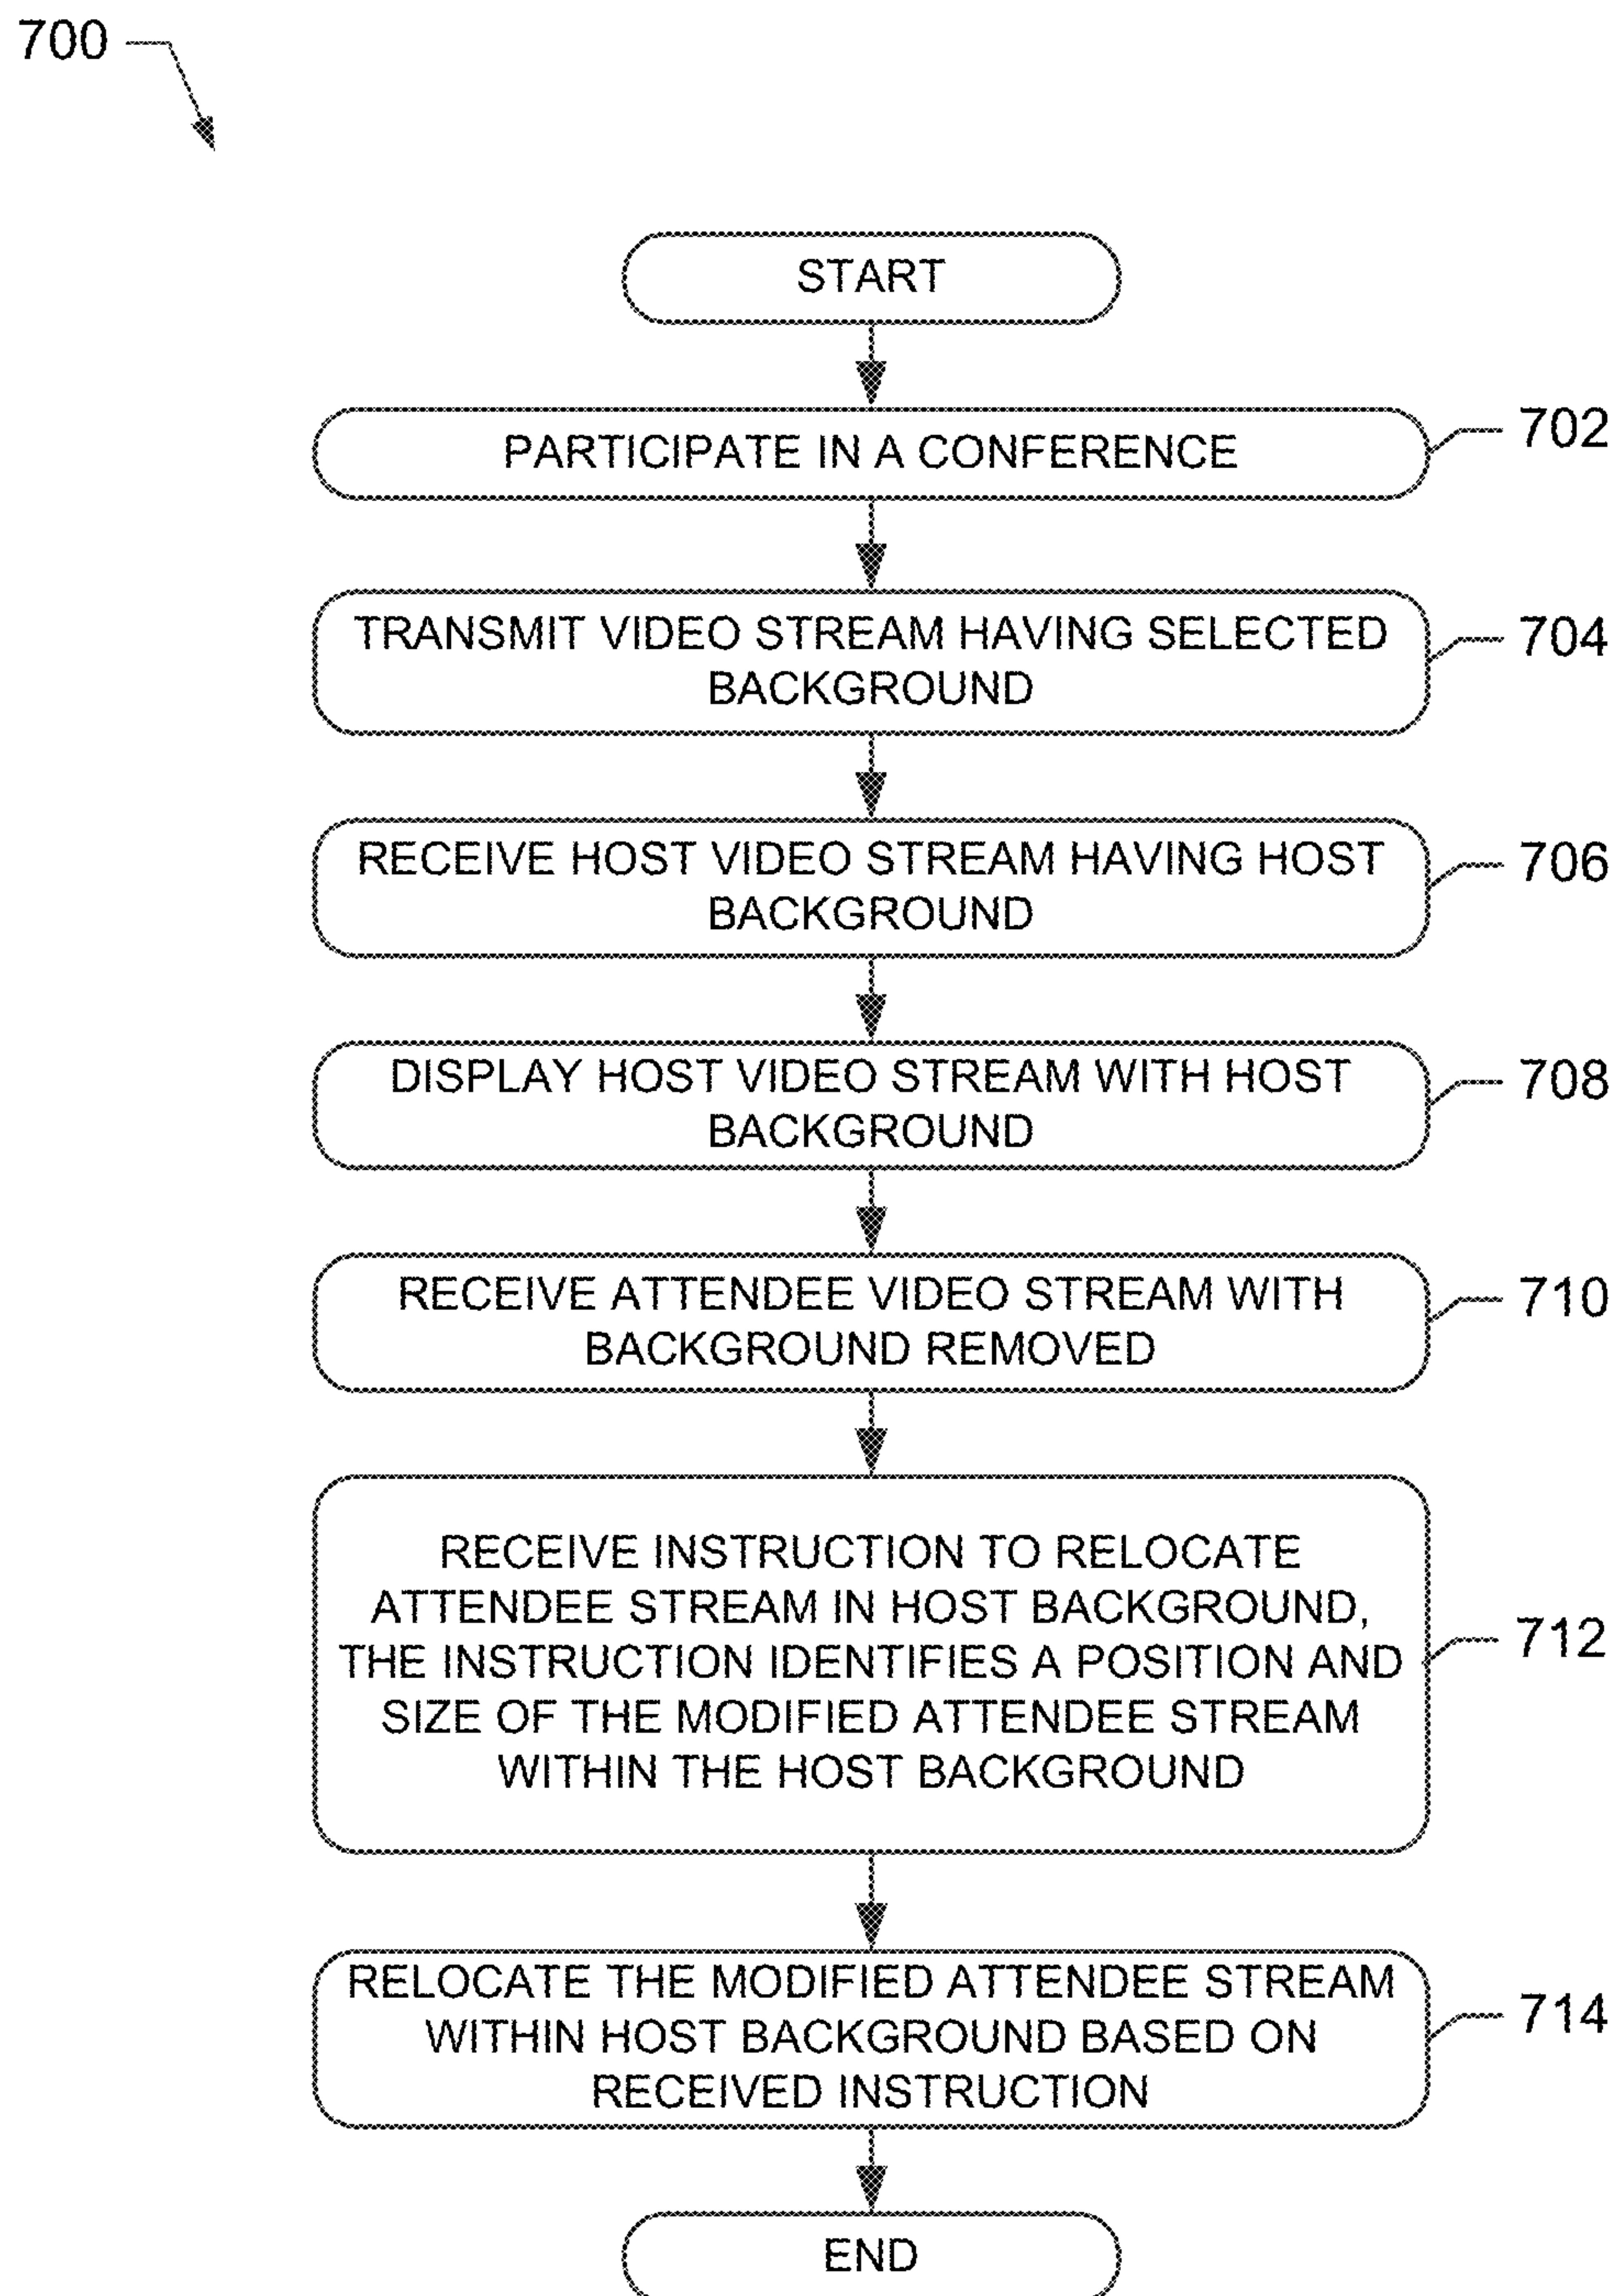 700
START
PARTICIPATE IN A CONFERENCE
702
TRANSMIT VIDEO STREAM HAVING SELECTED
BACKGROUND
704
RECEIVE HOST VIDEO STREAM HAVING HOST
BACKGROUND
706
DISPLAY HOST VIDEO STREAM WITH HOST
BACKGROUND
708
RECEIVE ATTENDEE VIDEO STREAM WITH
BACKGROUND REMOVED
710
RECEIVE INSTRUCTION TO RELOCATE
ATTENDEE STREAM IN HOST BACKGROUND,
THE INSTRUCTION IDENTIFIES A POSITION AND
SIZE OF THE MODIFIED ATTENDEE STREAM
WITHIN THE HOST BACKGROUND
712
RELOCATE THE MODIFIED ATTENDEE STREAM
WITHIN HOST BACKGROUND BASED ON
RECEIVED INSTRUCTION
714
END